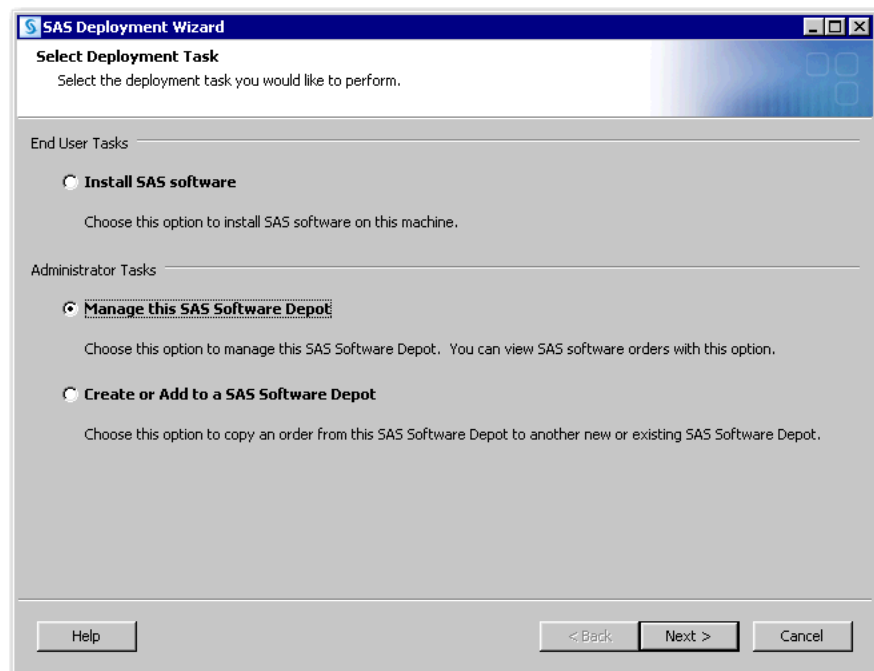 SAS Deployment Wizard
Select Deployment Task
Select the deployment task you would like to perform.
End User Tasks
Install SAS software
Choose this option to install SAS software on this machine.
Administrator Tasks
Manage this SAS Software Depot
Choose this option to manage this SAS Software Depot. You can view SAS software orders with this option.
Create or Add to a SAS Software Depot
Choose this option to copy an order from this SAS Software Depot to another new or existing SAS Software Depot.
Help
< Back
Next >
Cancel